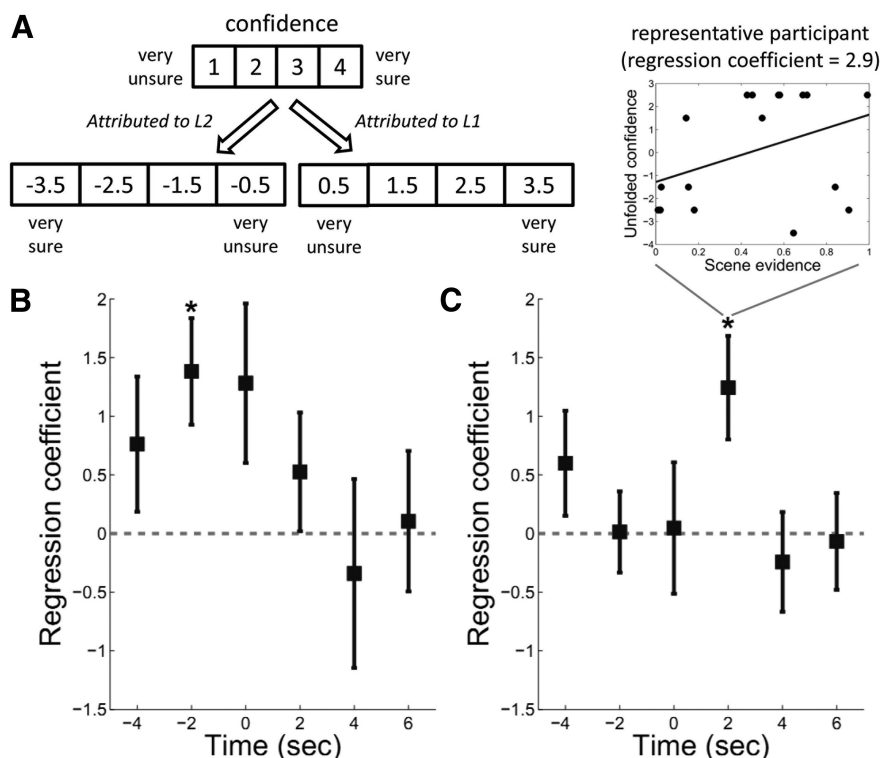 A
confidence
very unsure
1 2 3 4
very sure
Attributed to L2
Attributed to L1
-3.5 -2.5 -1.5 -0.5
0.5 1.5 2.5 3.5
very sure
very unsure
very unsure
very sure
representative participant
(regression coefficient = 2.9)
Unfolded confidence
3
2
1
0
−1
−2
−3
−4
0 0.2 0.4 0.6 0.8 1
Scene evidence
B
Regression coefficient
2
1.5
1
0.5
0
−0.5
−1
−1.5
*
−4 −2 0 2 4 6
Time (sec)
C
Regression coefficient
2
1.5
1
0.5
0
−0.5
−1
−1.5
*
−4 −2 0 2 4 6
Time (sec)